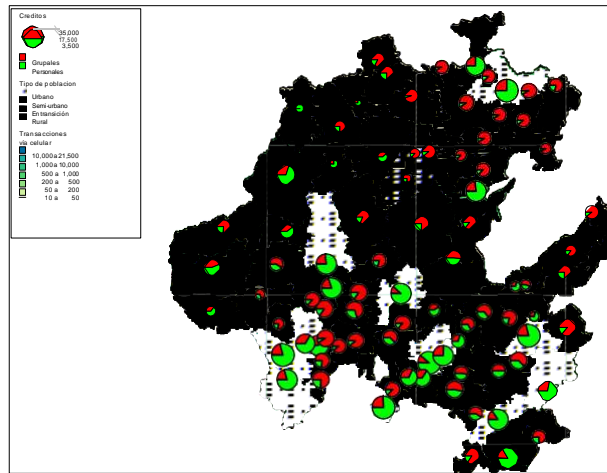 Creditos
35,000
17,500
3,500
Grupales
Personales
Tipo de poblacion
Urbano
Semi-urbano
En transición
Rural
Transacciones
vía celular
10,000 a 21,500
1,000 a 10,000
500 a 1,000
200 a 500
50 a 200
10 a 50